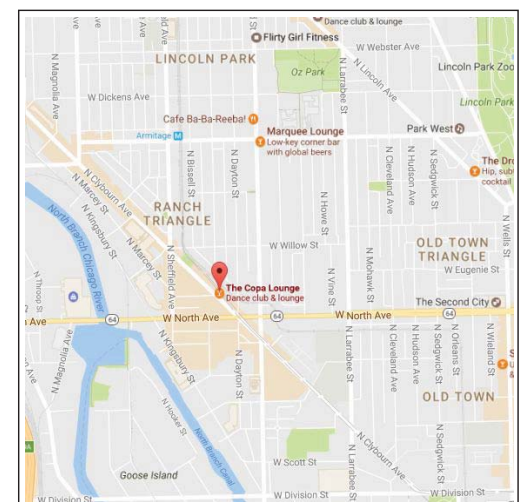 Dance club & lounge
Flirty Girl Fitness
W Webster Ave
N Magnolia Ave
N Larrabee St
N Lincoln Ave
LINCOLN PARK
Oz Park
Lincoln Park Zoo
Lincoln Park
W Dickens Ave
Cafe Ba-Ba-Reeba!
Armitage
Marquee Lounge
Low-key corner bar
with global beers
Park West
The Dro
Hip, sub
cocktail
N Clybourn Ave
N Marcey St
N Kingsbury St
N Bissell St
N Dayton St
N Howe St
N Cleveland Ave
N Hudson Ave
N Sedgwick St
RANCH
TRIANGLE
North Branch Chicago River
N Marcey St
N Sheffield Ave
W Willow St
N Vine St
N Mohawk St
N Wells St
OLD TOWN
TRIANGLE
W Eugenie St
N Throop St
The Copa Lounge
Dance club & lounge
The Second City
Ave
64
W North Ave
64
W North Ave
64
N Magnolia Ave
N Kingsbury St
N Dayton St
N Larrabee St
N Cleveland Ave
N Hudson Ave
N Sedgwick St
N Orleans St
N Wieland St
OLD TOWN
N Hooker St
North Branch Canal
N Clybourn Ave
Goose Island
W Scott St
N Larrabee St
W Division St
W Division St
W Division St